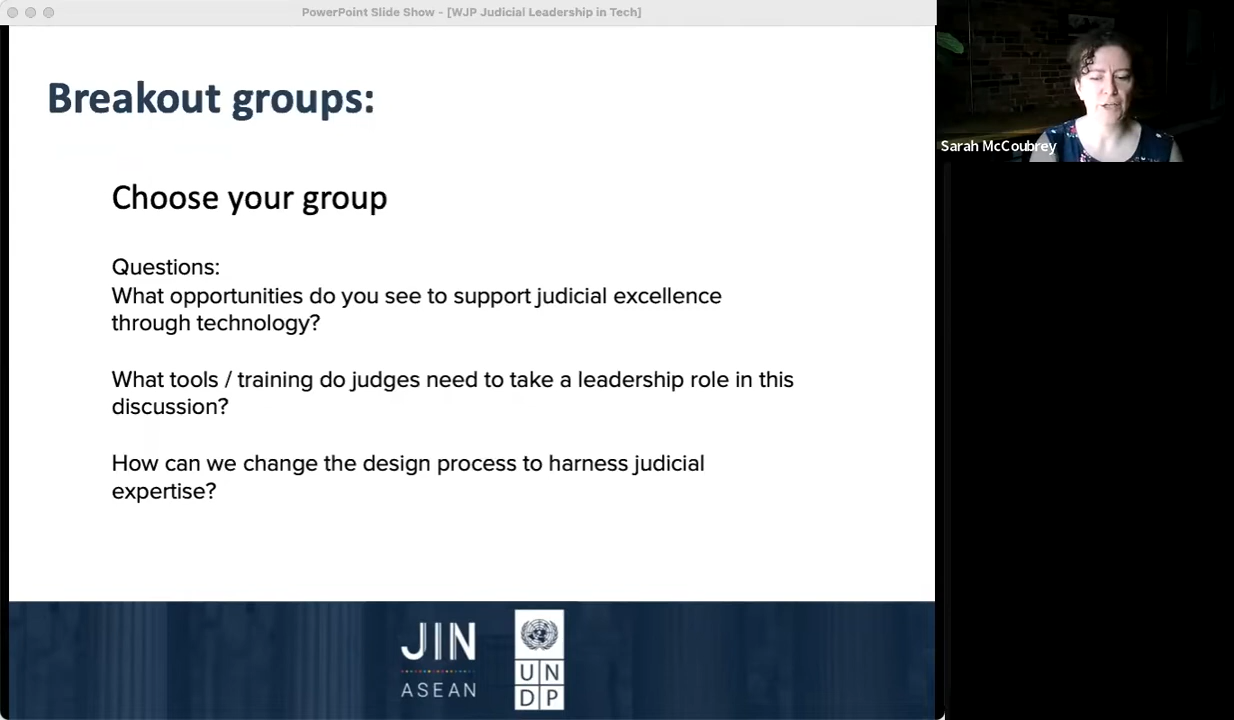 PowerPoint Slide Show - [WJP Judicial Leadership in Tech]
Breakout groups:
Choose your group
Questions:
What opportunities do you see to support judicial excellence
through technology?
What tools / training do judges need to take a leadership role in this
discussion?
How can we change the design process to harness judicial
expertise?
JIN
ASEAN
U N
D P
Sarah McCoubrey